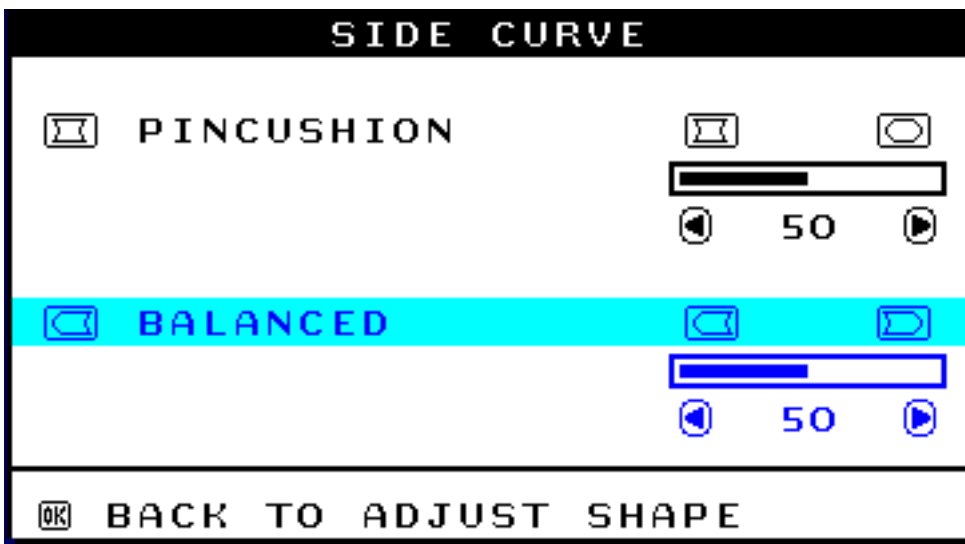 SIDE CURVE
PINCUSHION
50
BALANCED
50
OK BACK TO ADJUST SHAPE